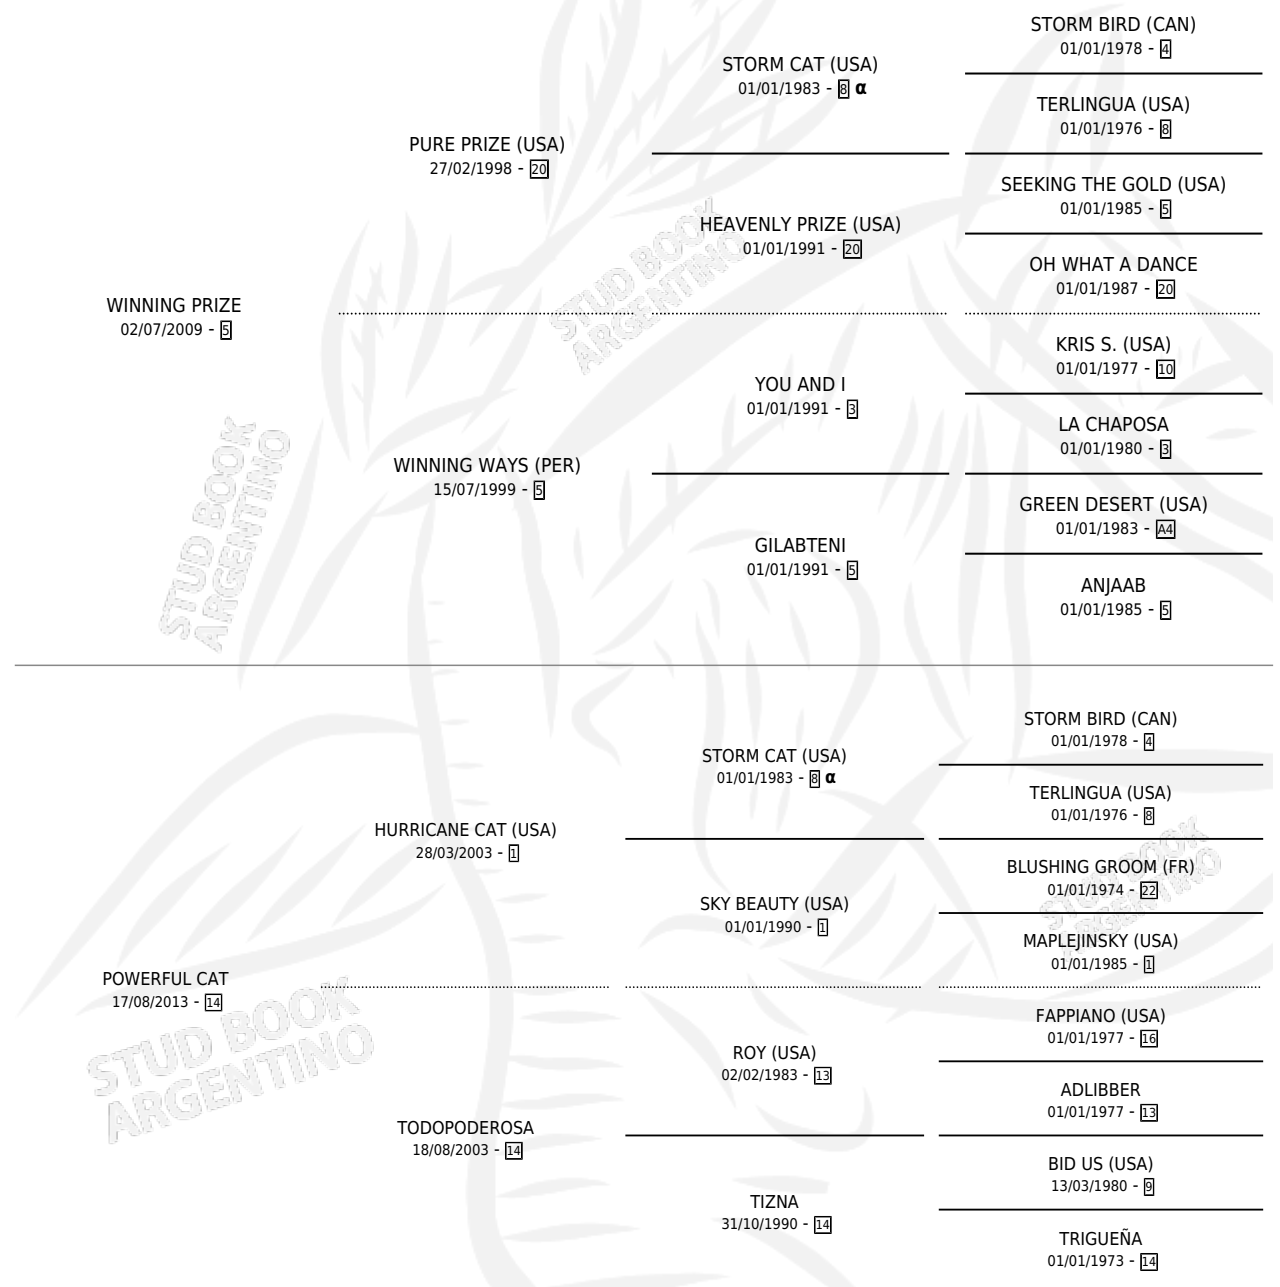 STORM BIRD (CAN)
01/01/1978 - 4
STORM CAT (USA)
01/01/1983 - 8 α
TERLINGUA (USA)
01/01/1976 - 8
PURE PRIZE (USA)
27/02/1998 - 20
SEEKING THE GOLD (USA)
01/01/1985 - 5
HEAVENLY PRIZE (USA)
01/01/1991 - 20
OH WHAT A DANCE
01/01/1987 - 20
WINNING PRIZE
02/07/2009 - 5
KRIS S. (USA)
01/01/1977 - 10
YOU AND I
01/01/1991 - 3
LA CHAPOSA
01/01/1980 - 3
WINNING WAYS (PER)
15/07/1999 - 5
GREEN DESERT (USA)
01/01/1983 - A4
GILABTENI
01/01/1991 - 5
ANJAAB
01/01/1985 - 5
STUD BOOK
ARGENTINO
STUD BOOK
ARGENTINO
STORM BIRD (CAN)
01/01/1978 - 4
STORM CAT (USA)
01/01/1983 - 8 α
TERLINGUA (USA)
01/01/1976 - 8
HURRICANE CAT (USA)
28/03/2003 - 1
BLUSHING GROOM (FR)
01/01/1974 - 22
SKY BEAUTY (USA)
01/01/1990 - 1
MAPLEJINSKY (USA)
01/01/1985 - 1
POWERFUL CAT
17/08/2013 - 14
FAPPIANO (USA)
01/01/1977 - 16
ROY (USA)
02/02/1983 - 13
ADLIBBER
01/01/1977 - 13
TODOPODEROSA
18/08/2003 - 14
BID US (USA)
13/03/1980 - 9
TIZNA
31/10/1990 - 14
TRIGUEÑA
01/01/1973 - 14
STUD BOOK
ARGENTINO
STUD BOOK
ARGENTINO